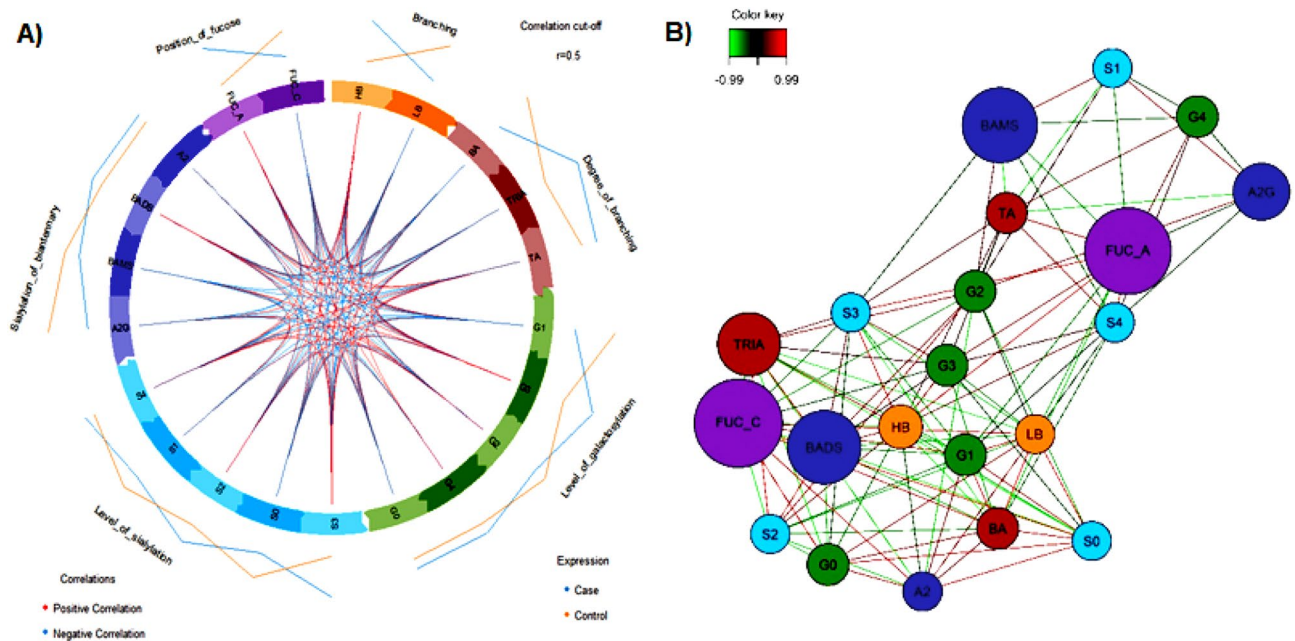 A)
Position_of_fucose
Branching
Correlation cut-off
r=0.5
FUC_A
FUC_C
HB
LB
BA
TRIA
TA
Degree_of_branching
G1
G3
G2
G4
G0
Level_of_galactosylation
S3
S0
S2
S1
S4
Level_of_sialylation
A2G
BAMS
BADS
A2
Sialylation_of_biantennary
Correlations
Positive Correlation
Negative Correlation
Expression
Case
Control
B)
Color key
-0.99 0.99
S1
BAMS
G4
A2G
TA
FUC_A
G2
S3
S4
TRIA
G3
FUC_C
HB
BADS
LB
G1
S2
BA
S0
G0
A2